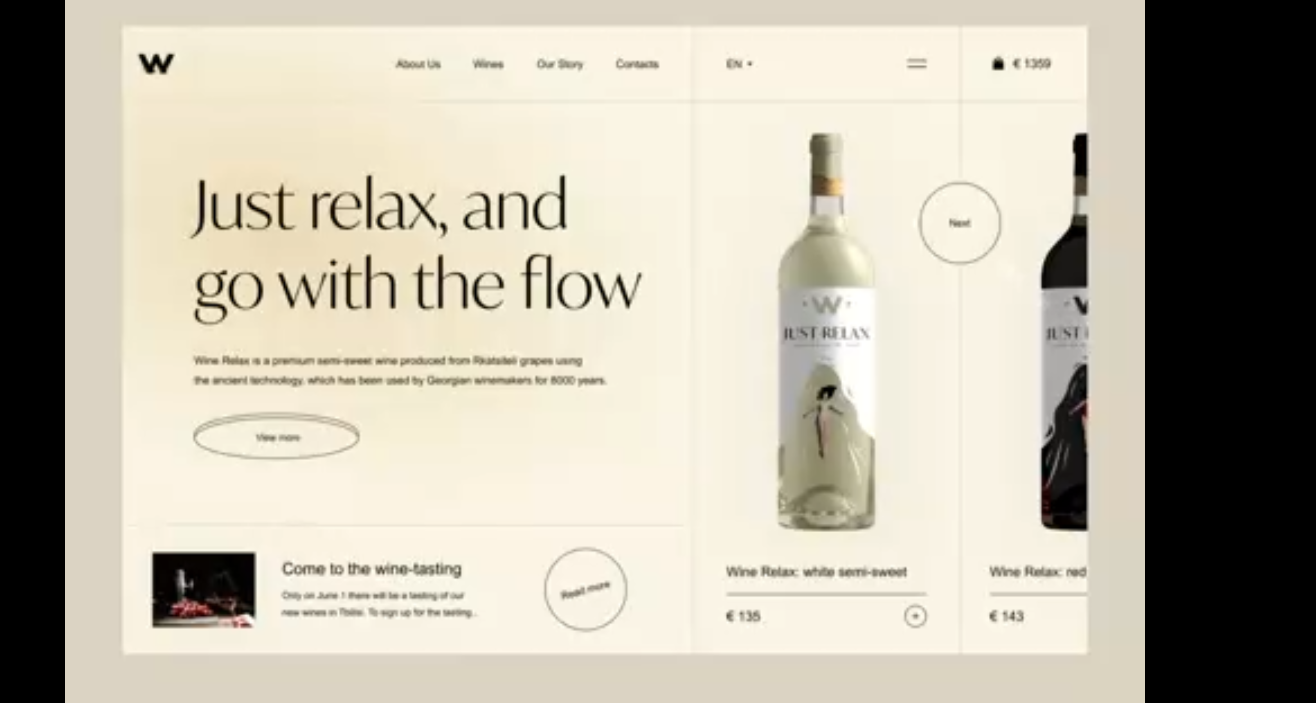 W
About Us
Wines
Our Story
Contacts
EN
€ 1359
Just relax, and
go with the flow
Wine Relax is a premium semi-sweet wine produced from Rkatsiteli grapes using
the ancient technology, which has been used by Georgian winemakers for 8000 years.
View more
Come to the wine-tasting
Only on June 1 there will be a tasting of our
new wines in Tbilisi. To sign up for the tasting...
Read more
W
JUST RELAX
Next
W
JUST
Wine Relax: white semi-sweet
€ 135
+
Wine Relax: red
€ 143